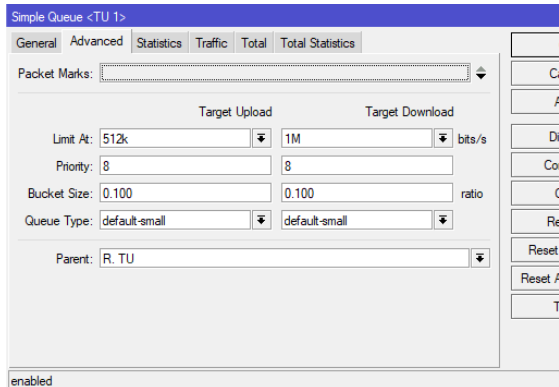 Simple Queue <TU 1>
General Advanced Statistics Traffic Total Total Statistics
Packet Marks:
Target Upload Target Download
Limit At: 512k 1M bits/s
Priority: 8 8
Bucket Size: 0.100 0.100 ratio
Queue Type: default-small default-small
Parent: R. TU
enabled
Reset
Reset A